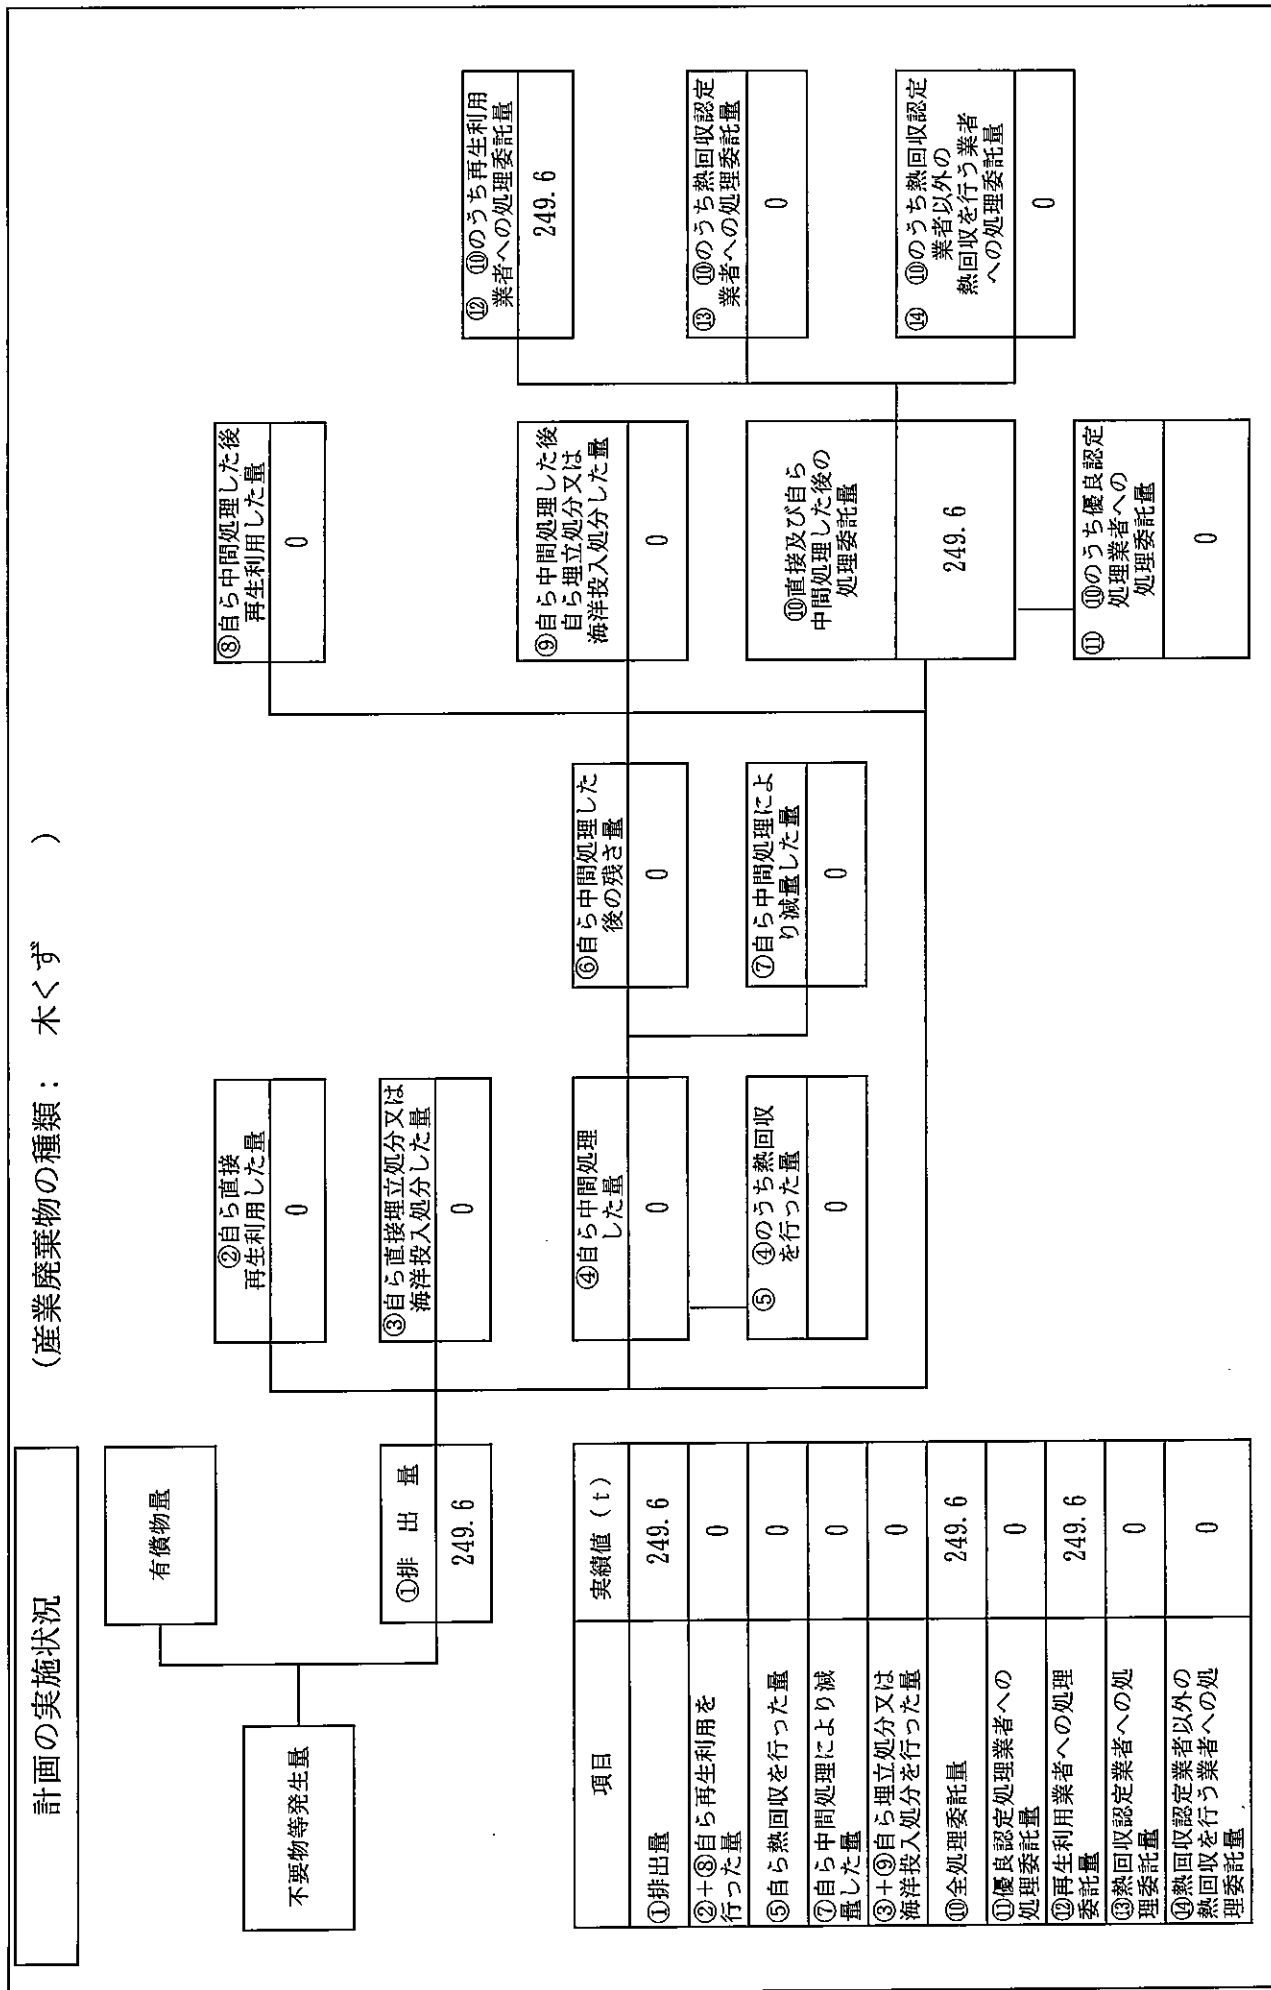 計画の実施状況
（産業廃棄物の種類： 木くず ）
不要物等発生量
有償物量
①排 出 量
249.6
②自ら直接
再生利用した量
0
③自ら直接埋立処分又は
海洋投入処分した量
0
④自ら中間処理
した量
0
⑤ ④のうち熱回収
を行った量
0
⑥自ら中間処理した
後の残さ量
0
⑦自ら中間処理によ
り減量した量
0
⑧自ら中間処理した後
再生利用した量
0
⑨自ら中間処理した後
自ら埋立処分又は
海洋投入処分した量
0
⑩直接及び自ら
中間処理した後の
処理委託量
249.6
⑪ ⑩のうち優良認定
処理業者への
処理委託量
0
⑫ ⑩のうち再生利用
業者への処理委託量
249.6
⑬ ⑩のうち熱回収認定
業者への処理委託量
0
⑭ ⑩のうち熱回収認定
業者以外の
熱回収を行う業者
への処理委託量
0
項目 実績値（t）
①排出量 249.6
②+⑧自ら再生利用を
行った量 0
⑤自ら熱回収を行った量 0
⑦自ら中間処理により減
量した量 0
③+⑨自ら埋立処分又は
海洋投入処分を行った量 0
⑩全処理委託量 249.6
⑪優良認定処理業者への
処理委託量 0
⑫再生利用業者への処理
委託量 249.6
⑬熱回収認定業者への処
理委託量 0
⑭熱回収認定業者以外の
熱回収を行う業者への処
理委託量 0